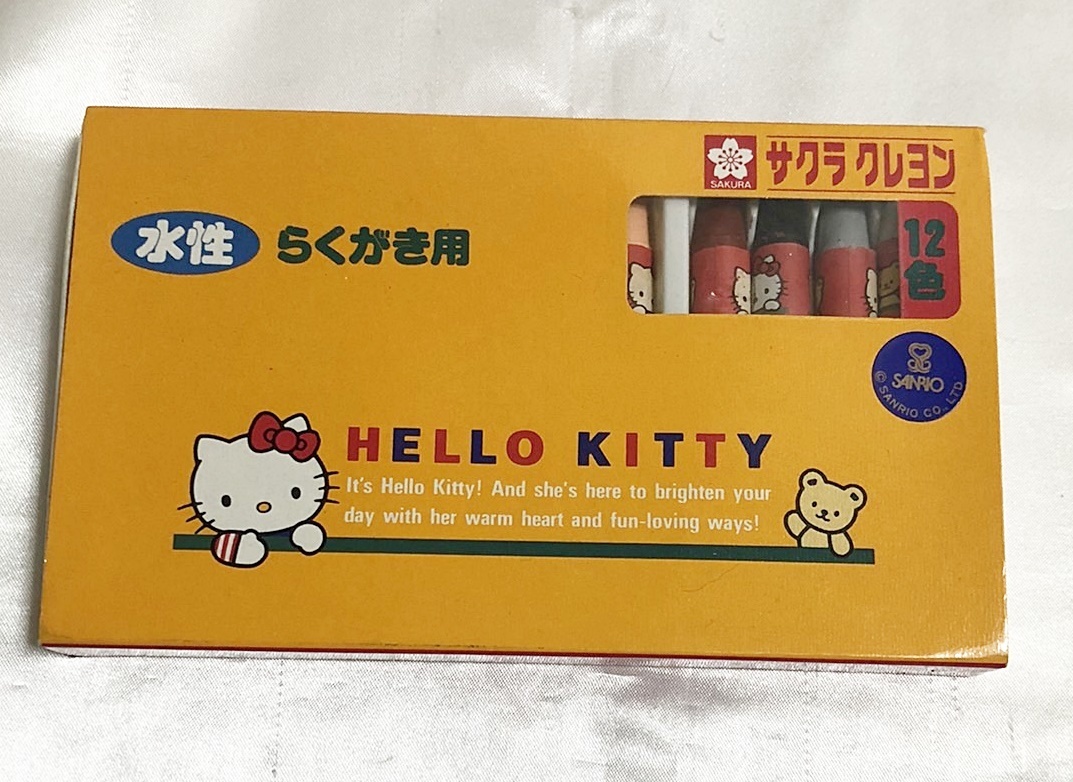 SAKURA
サクラ クレヨン
水性 らくがき用
12
色
SANRIO
© SANRIO CO., LTD
HELLO KITTY
It's Hello Kitty! And she's here to brighten your
day with her warm heart and fun-loving ways!